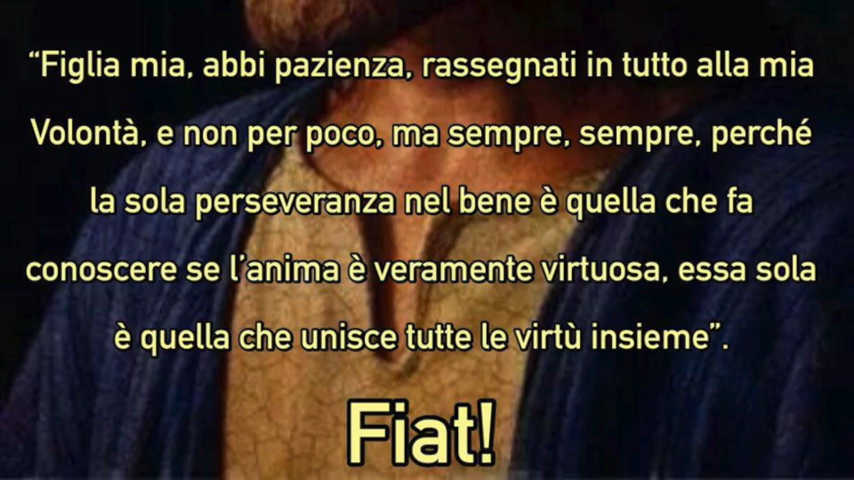 “Figlia mia, abbi pazienza, rassegnati in tutto alla mia
Volontà, e non per poco, ma sempre, sempre, perché
la sola perseveranza nel bene è quella che fa
conoscere se l’anima è veramente virtuosa, essa sola
è quella che unisce tutte le virtù insieme”.
Fiat!